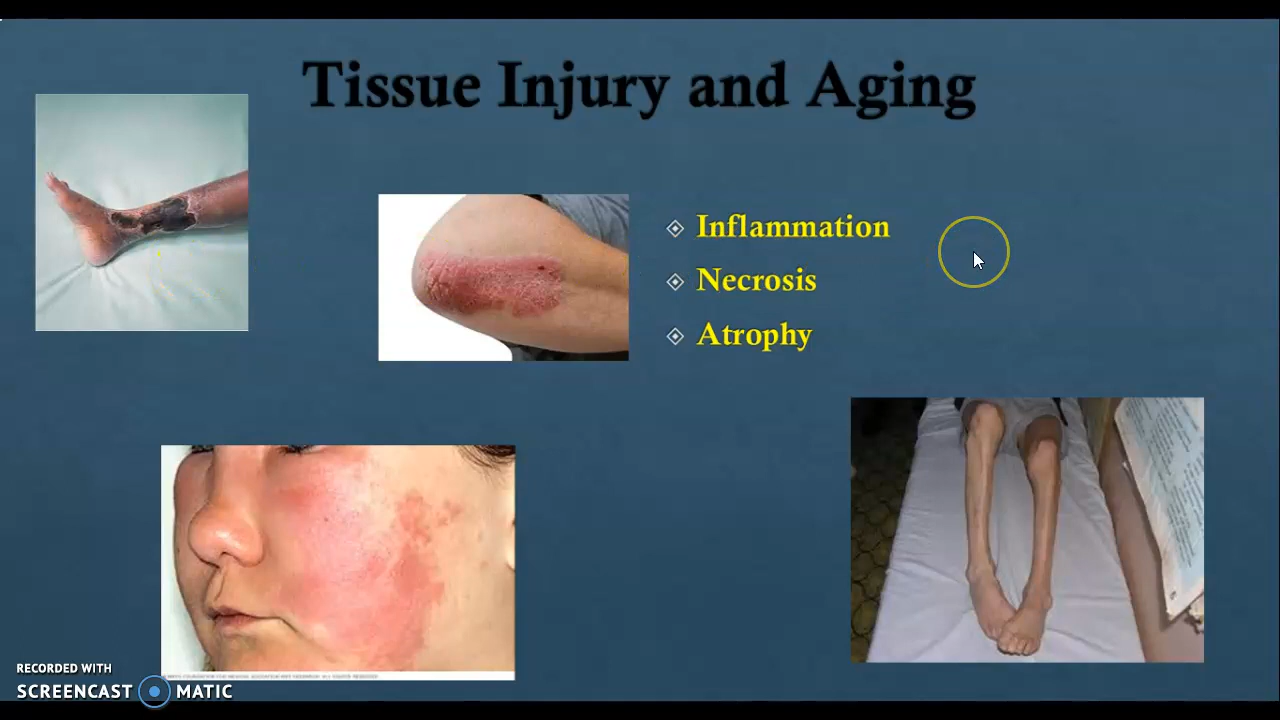 Tissue Injury and Aging
Inflammation
Necrosis
Atrophy
RECORDED WITH
SCREENCAST MATIC